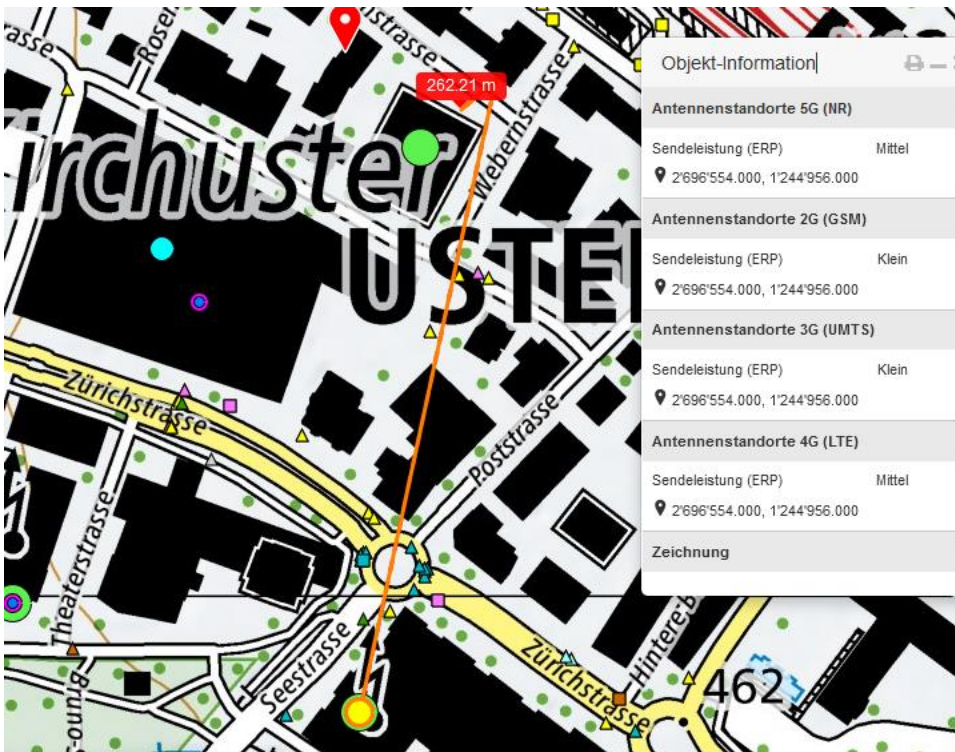 Rosen
asse
nstrasse
Webernstrasse
262.21 m
irchuster
USTE
Zürichstrasse
Poststrasse
Theaterstrasse
Seestrasse
Zürichstrasse
Hintere
462
Objekt-Information
Antennenstandorte 5G (NR)
Sendeleistung (ERP) Mittel
2'696'554.000, 1'244'956.000
Antennenstandorte 2G (GSM)
Sendeleistung (ERP) Klein
2'696'554.000, 1'244'956.000
Antennenstandorte 3G (UMTS)
Sendeleistung (ERP) Klein
2'696'554.000, 1'244'956.000
Antennenstandorte 4G (LTE)
Sendeleistung (ERP) Mittel
2'696'554.000, 1'244'956.000
Zeichnung